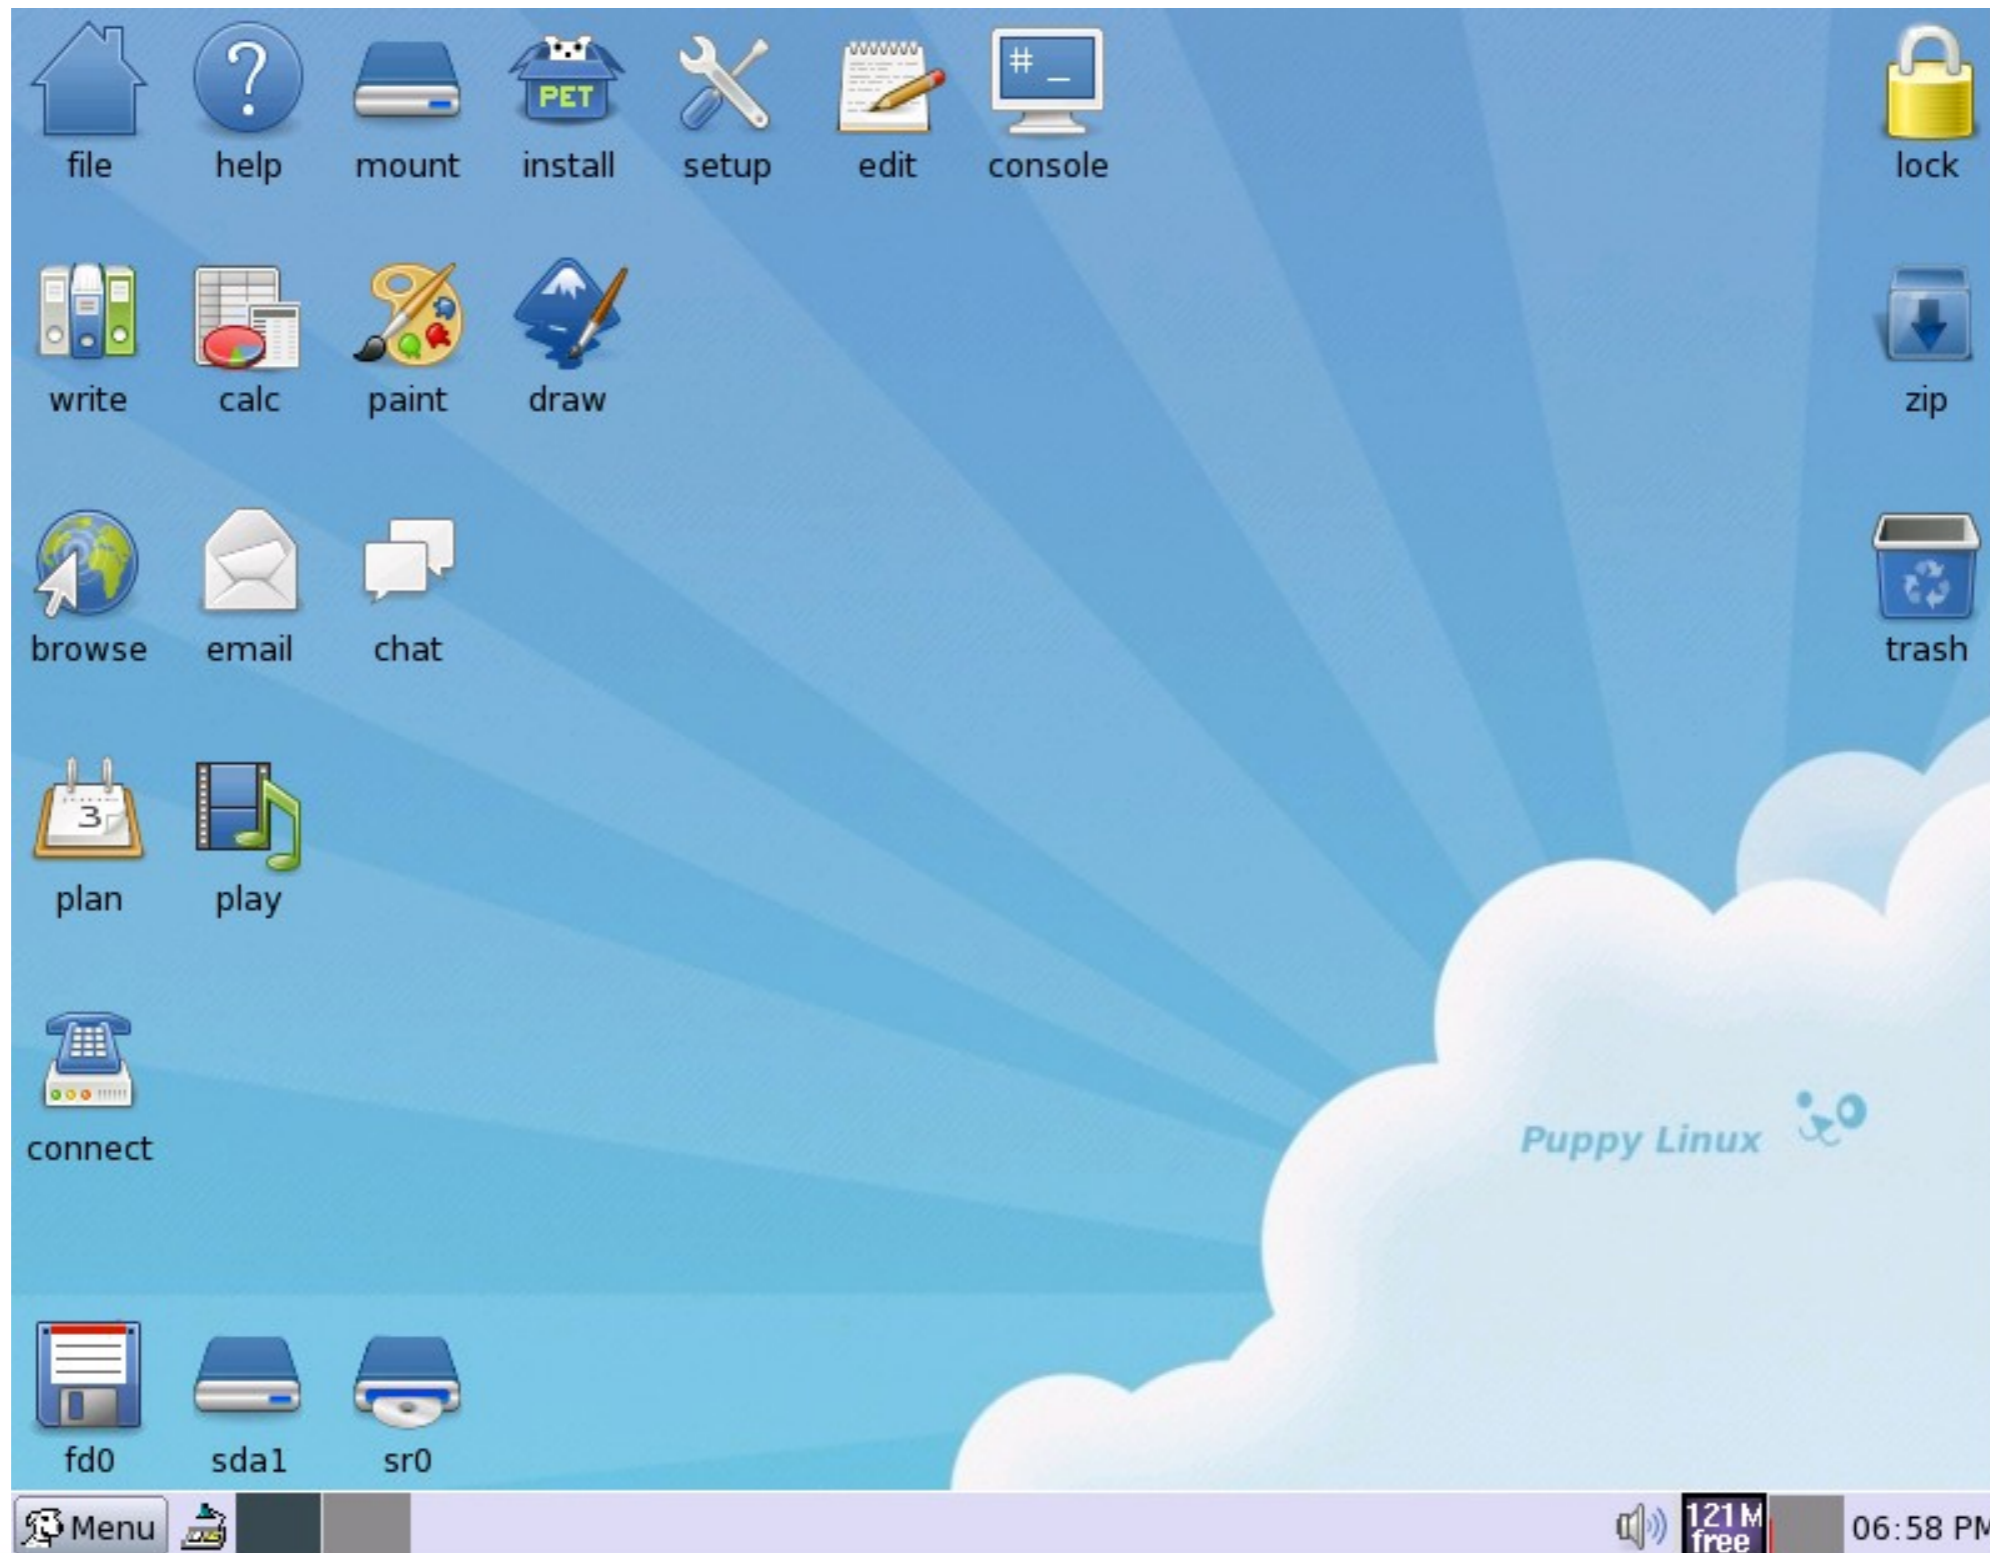 # _
PET
file help mount install setup edit console lock
write calc paint draw zip
browse email chat trash
3
plan play
connect
Puppy Linux
fd0 sda1 sr0
Menu 121M 06:58 PM
free